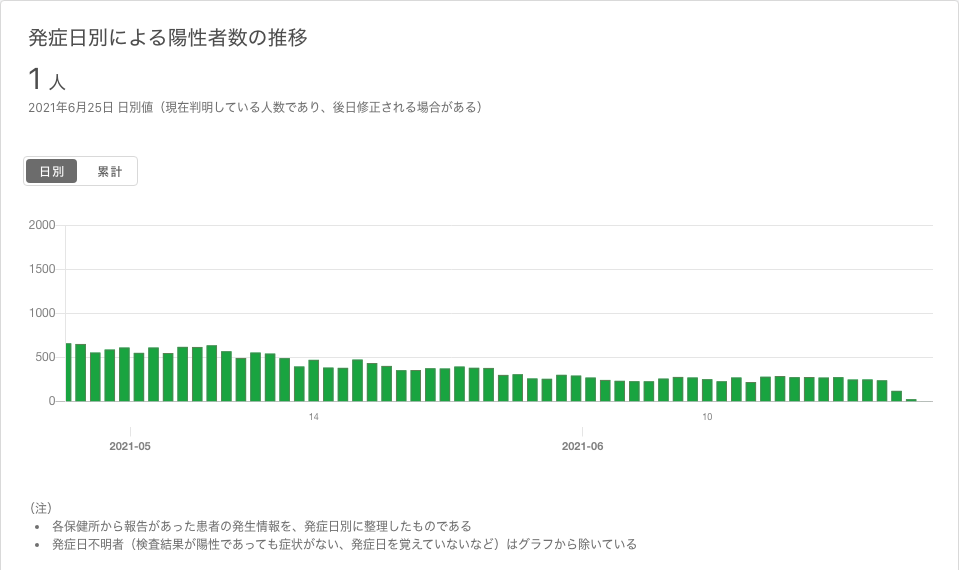 発症日別による陽性者数の推移
1 人
2021年6月25日 日別値（現在判明している人数であり、後日修正される場合がある）
日別 累計
2000
1500
1000
500
0
14 10
2021-05 2021-06
（注）
• 各保健所から報告があった患者の発生情報を、発症日別に整理したものである
• 発症日不明者（検査結果が陽性であっても症状がない、発症日を覚えていないなど）はグラフから除いている